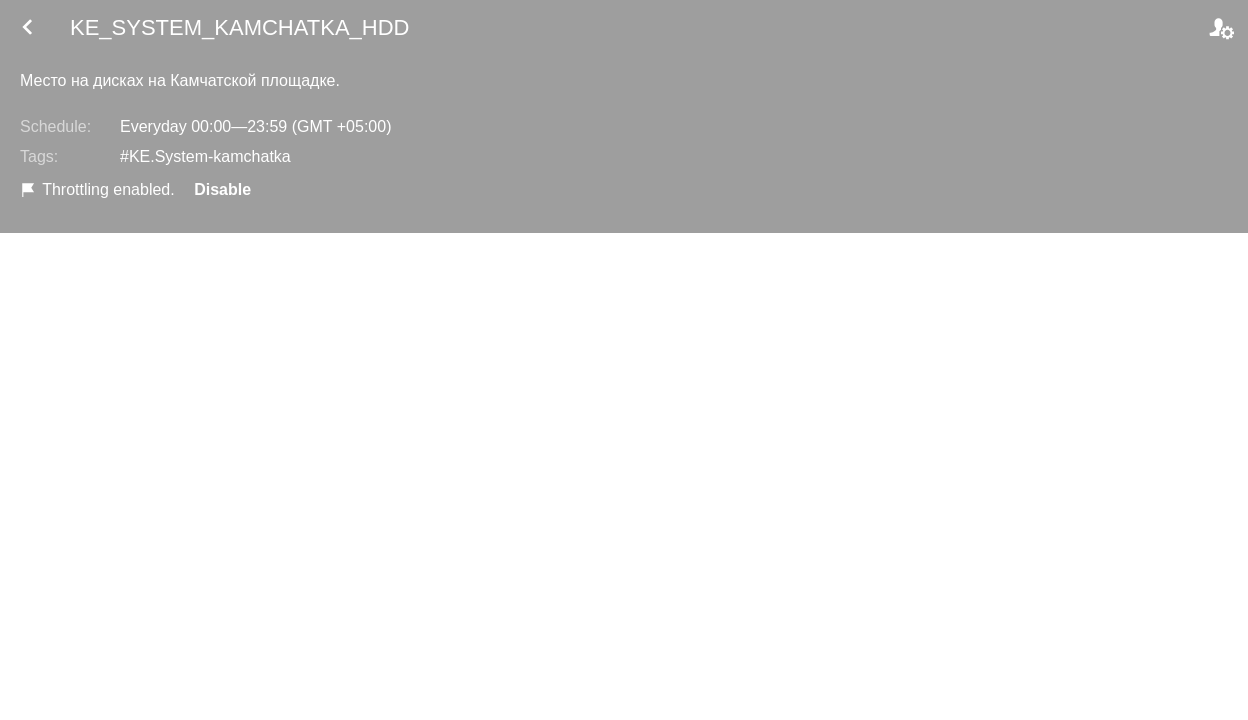 KE_SYSTEM_KAMCHATKA_HDD
Место на дисках на Камчатской площадке.
Schedule: Everyday 00:00—23:59 (GMT +05:00)
Tags: #KE.System-kamchatka
Throttling enabled. Disable